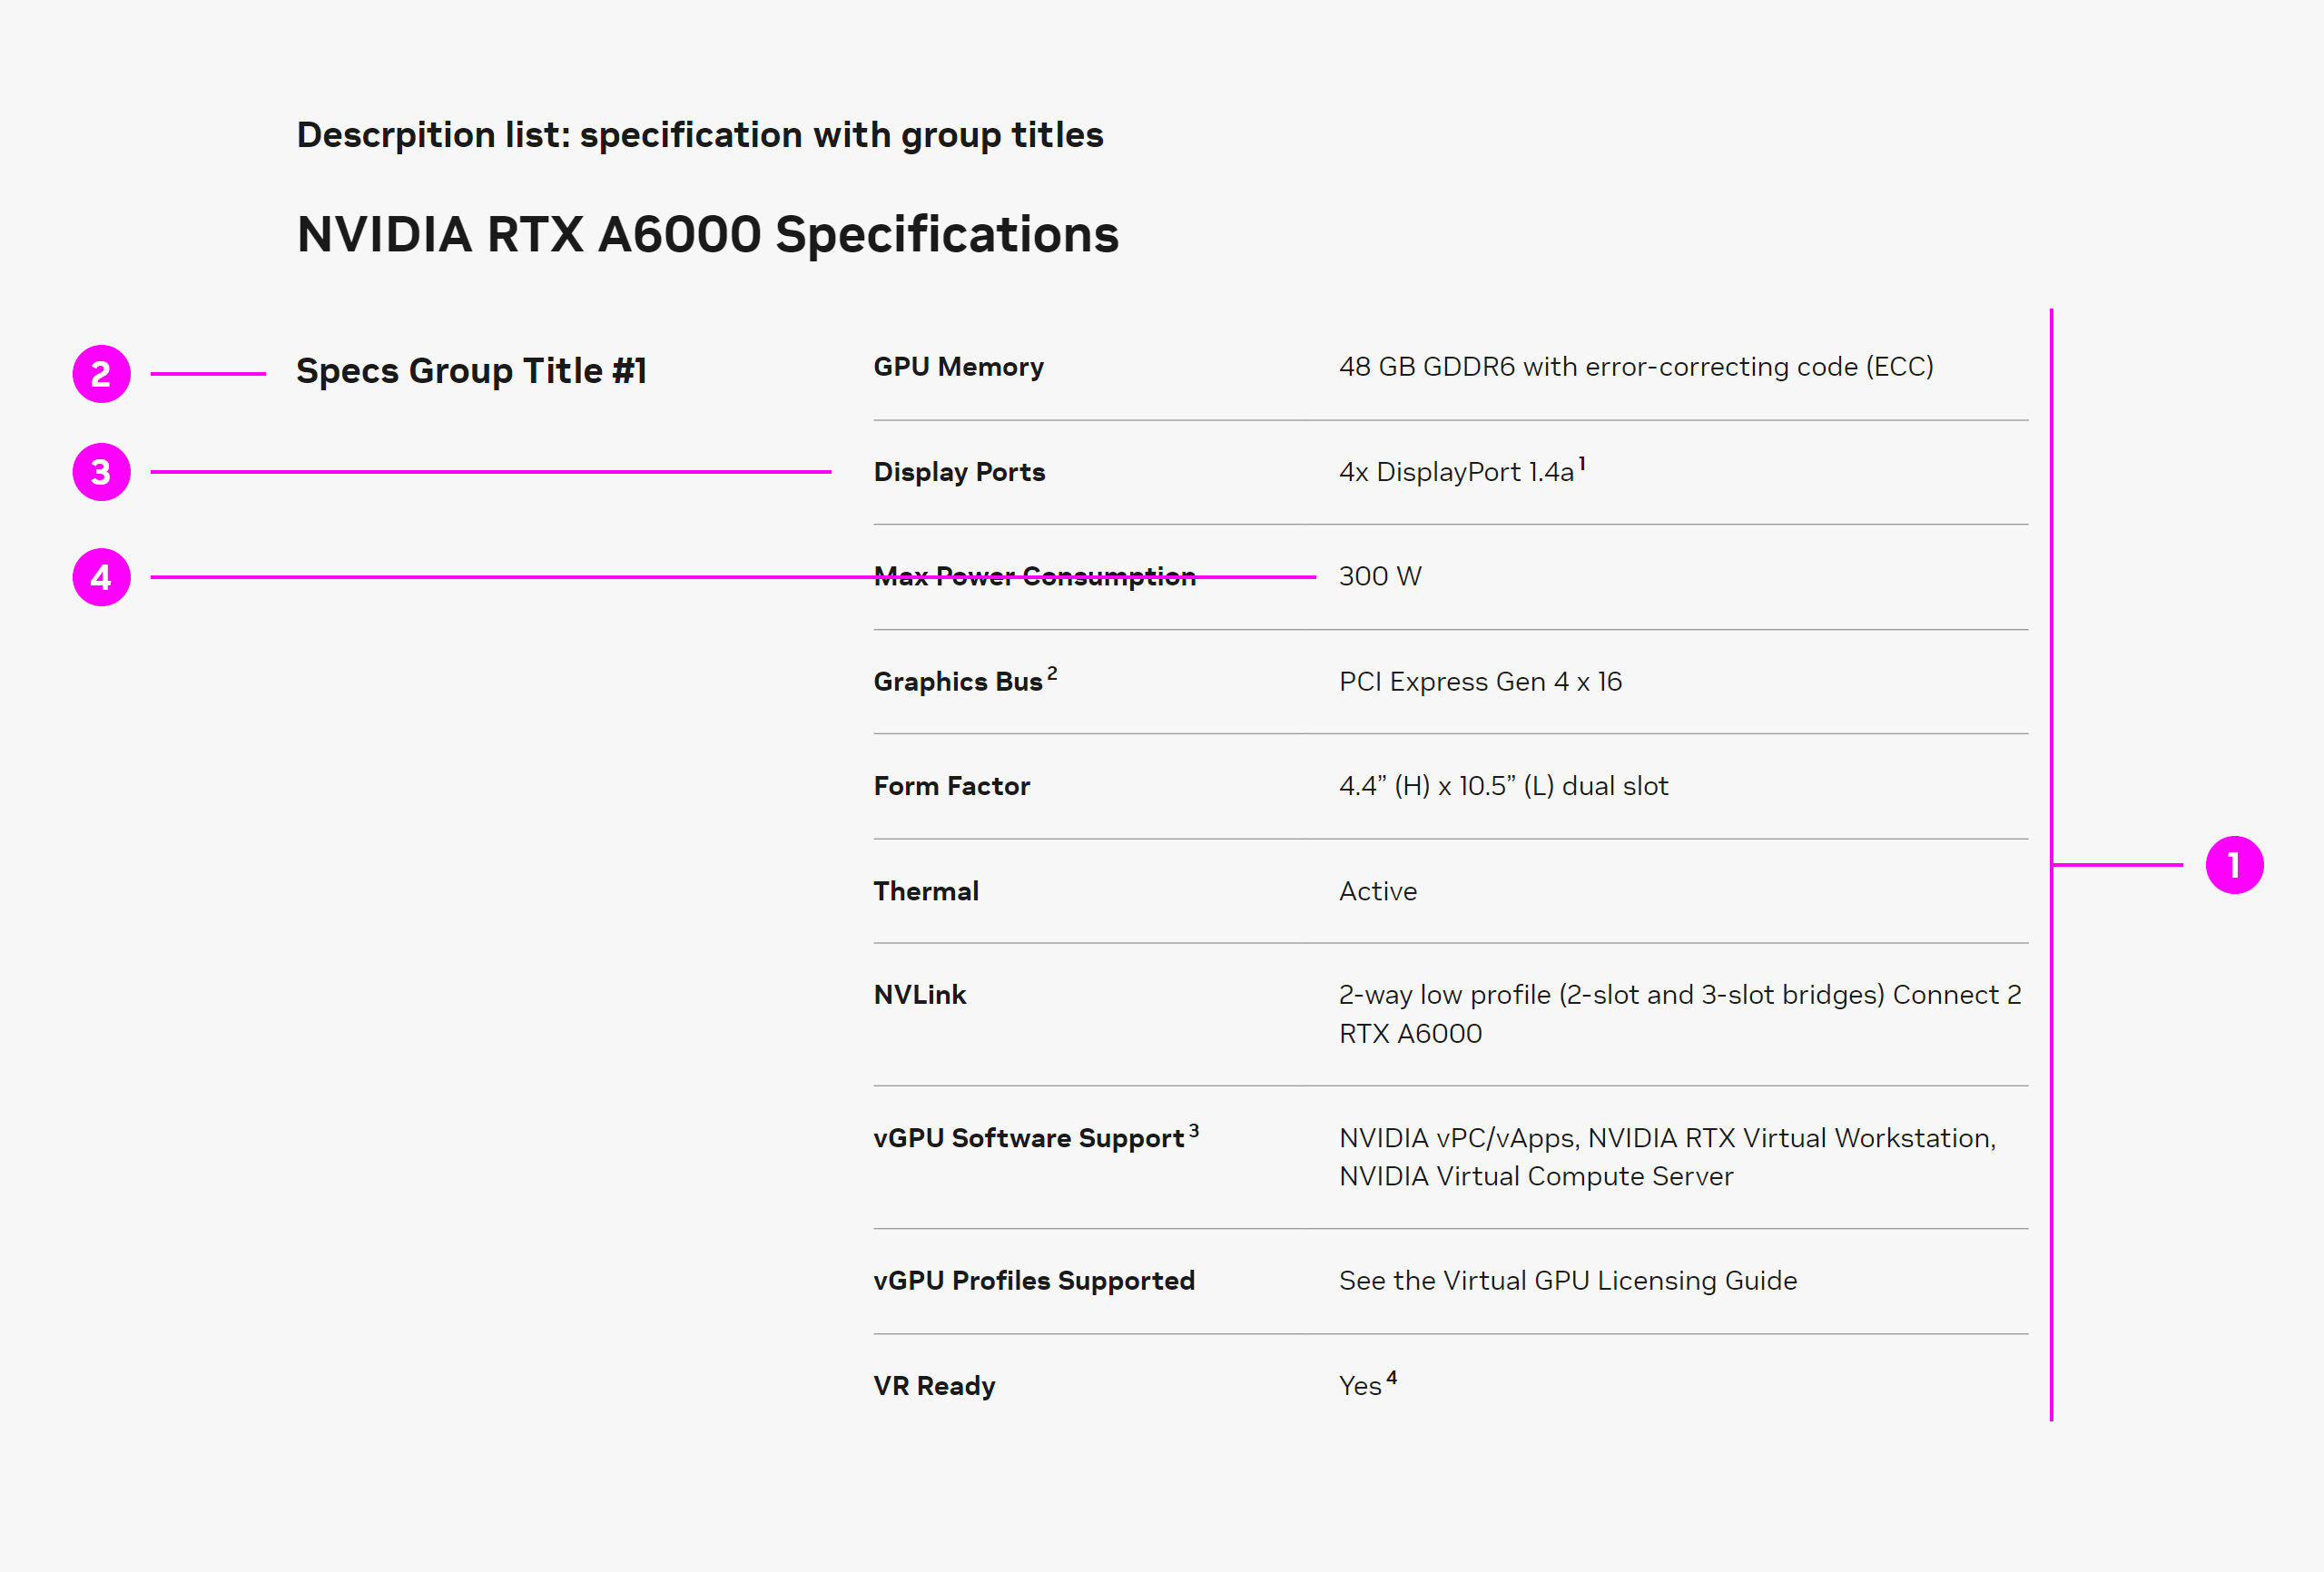 Descrpition list: specification with group titles
NVIDIA RTX A6000 Specifications
2 Specs Group Title #1
GPU Memory 48 GB GDDR6 with error-correcting code (ECC)
3 Display Ports 4x DisplayPort 1.4a 1
4 Max Power Consumption 300 W
Graphics Bus 2 PCI Express Gen 4 x 16
Form Factor 4.4” (H) x 10.5” (L) dual slot
1
Thermal Active
NVLink 2-way low profile (2-slot and 3-slot bridges) Connect 2
RTX A6000
vGPU Software Support 3 NVIDIA vPC/vApps, NVIDIA RTX Virtual Workstation,
NVIDIA Virtual Compute Server
vGPU Profiles Supported See the Virtual GPU Licensing Guide
VR Ready Yes 4